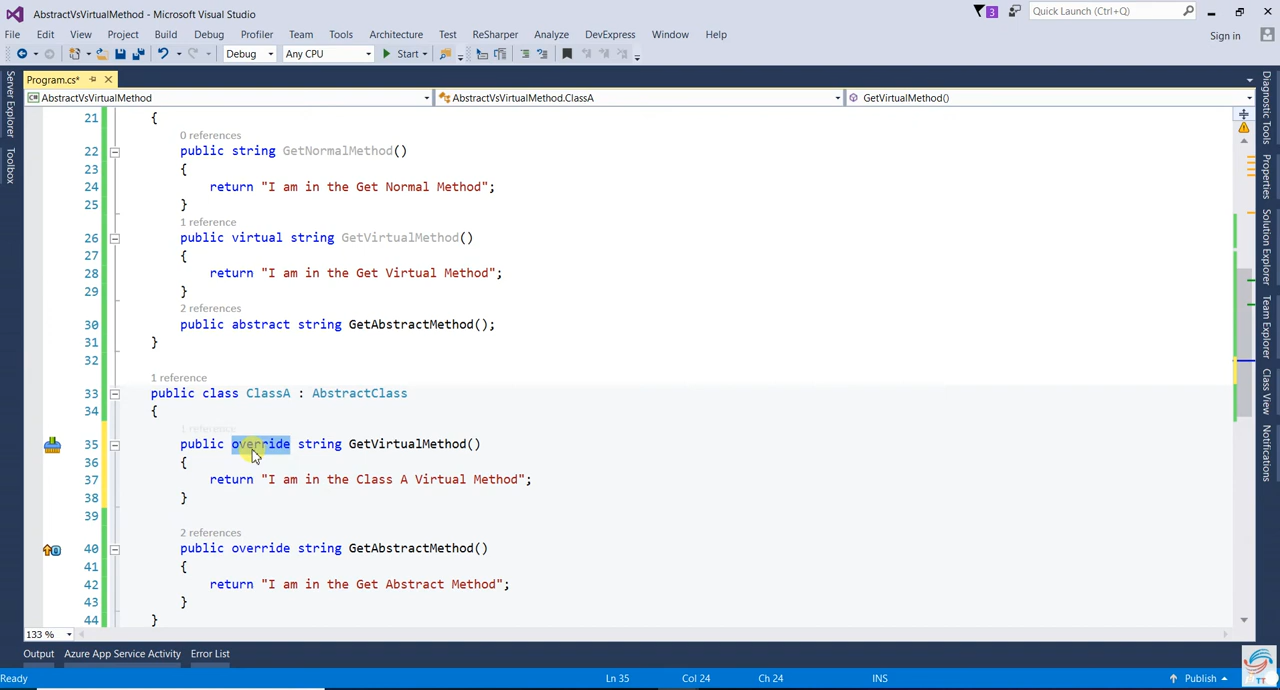 AbstractVsVirtualMethod - Microsoft Visual Studio
3
Quick Launch (Ctrl+Q)
File Edit View Project Build Debug Profiler Team Tools Architecture Test ReSharper Analyze DevExpress Window Help
Sign in
Debug Any CPU Start
Program.cs*
AbstractVsVirtualMethod AbstractVsVirtualMethod.ClassA GetVirtualMethod()
Server Explorer
Toolbox
21 {
0 references
22 public string GetNormalMethod()
23 {
24 return "I am in the Get Normal Method";
25 }
1 reference
26 public virtual string GetVirtualMethod()
27 {
28 return "I am in the Get Virtual Method";
29 }
2 references
30 public abstract string GetAbstractMethod();
31 }
32
1 reference
33 public class ClassA : AbstractClass
34 {
1 reference
35 public override string GetVirtualMethod()
36 {
37 return "I am in the Class A Virtual Method";
38 }
39
2 references
40 public override string GetAbstractMethod()
41 {
42 return "I am in the Get Abstract Method";
43 }
44 }
Diagnostic Tools
Properties
Solution Explorer
Team Explorer
Class View
Notifications
133 %
Output Azure App Service Activity Error List
Ready Ln 35 Col 24 Ch 24 INS Publish
TT